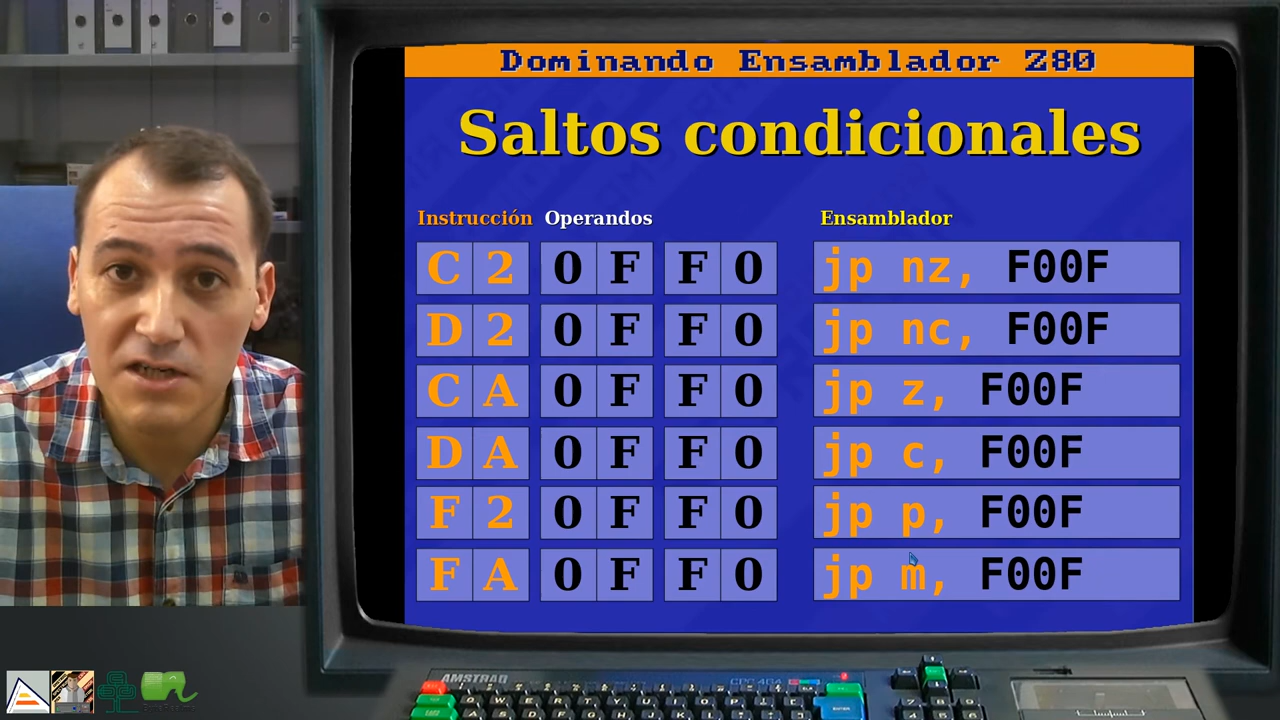 Dominando Ensamblador Z80
Saltos condicionales
Instrucción Operandos Ensamblador
C 2 0 F F 0 jp nz, F00F
D 2 0 F F 0 jp nc, F00F
C A 0 F F 0 jp z, F00F
D A 0 F F 0 jp c, F00F
F 2 0 F F 0 jp p, F00F
F A 0 F F 0 jp m, F00F
AMSTRAD CPC 464